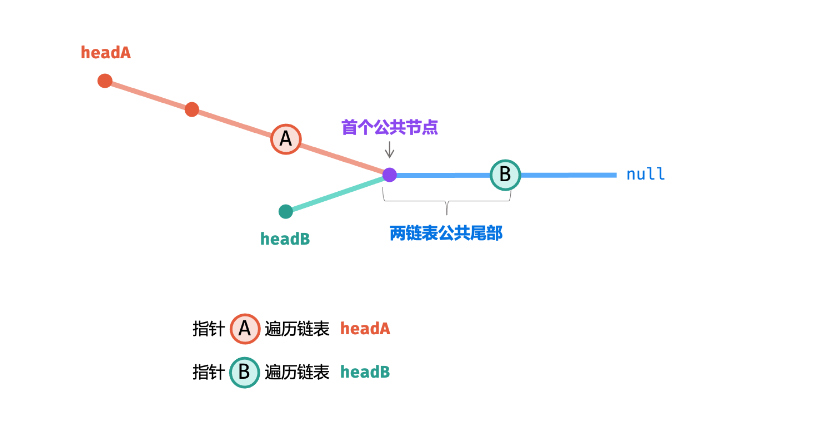 headA
A
首个公共节点
B
null
headB
两链表公共尾部
指针 A 遍历链表 headA
指针 B 遍历链表 headB